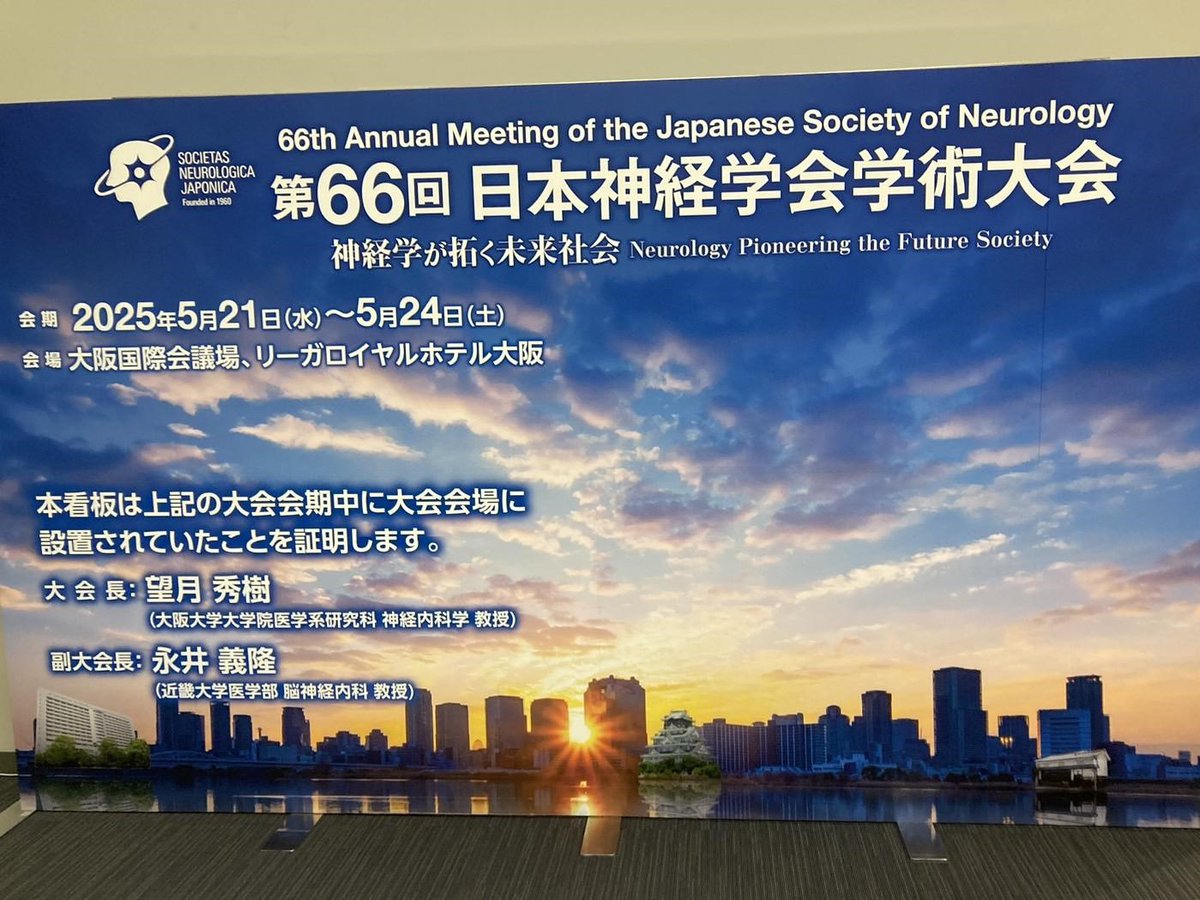 SOCIETAS
NEUROLOGICA
JAPONICA
Founded in 1960
66th Annual Meeting of the Japanese Society of Neurology
第66回 日本神経学会学術大会
神経学が拓く未来社会 Neurology Pioneering the Future Society
会期 2025年5月21日(水)～5月24日(土)
会場 大阪国際会議場、リーガロイヤルホテル大阪
本看板は上記の大会会期中に大会会場に
設置されていたことを証明します。
大会長：望月 秀樹
(大阪大学大学院医学系研究科 神経内科学 教授)
副大会長：永井 義隆
(近畿大学医学部 脳神経内科 教授)